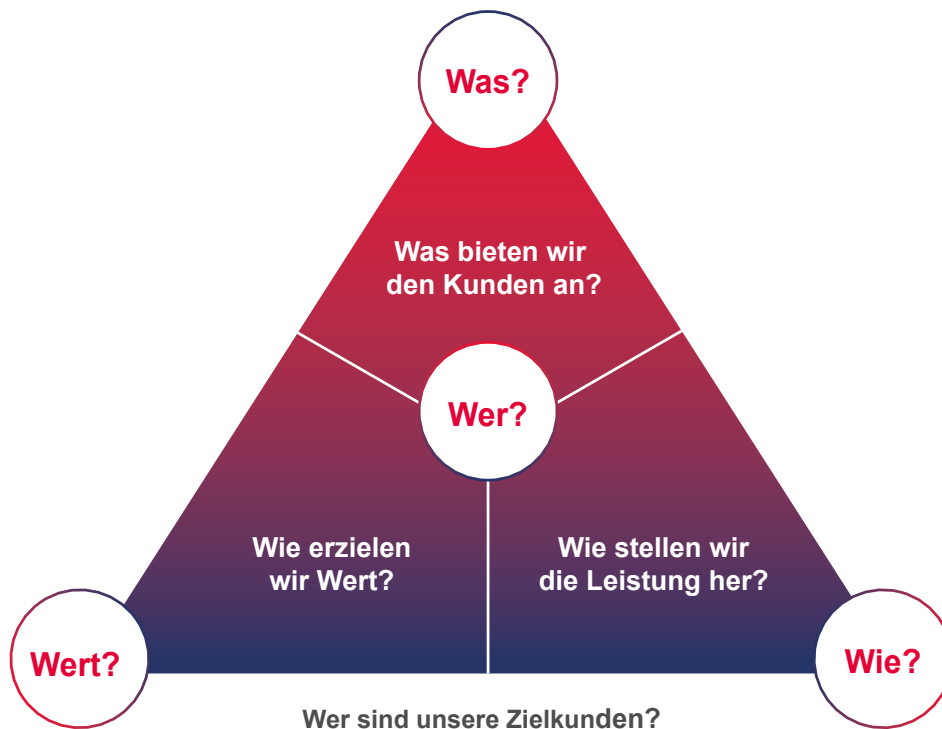 Was?
Was bieten wir
den Kunden an?
Wer?
Wie erzielen
wir Wert?
Wie stellen wir
die Leistung her?
Wert?
Wie?
Wer sind unsere Zielkunden?